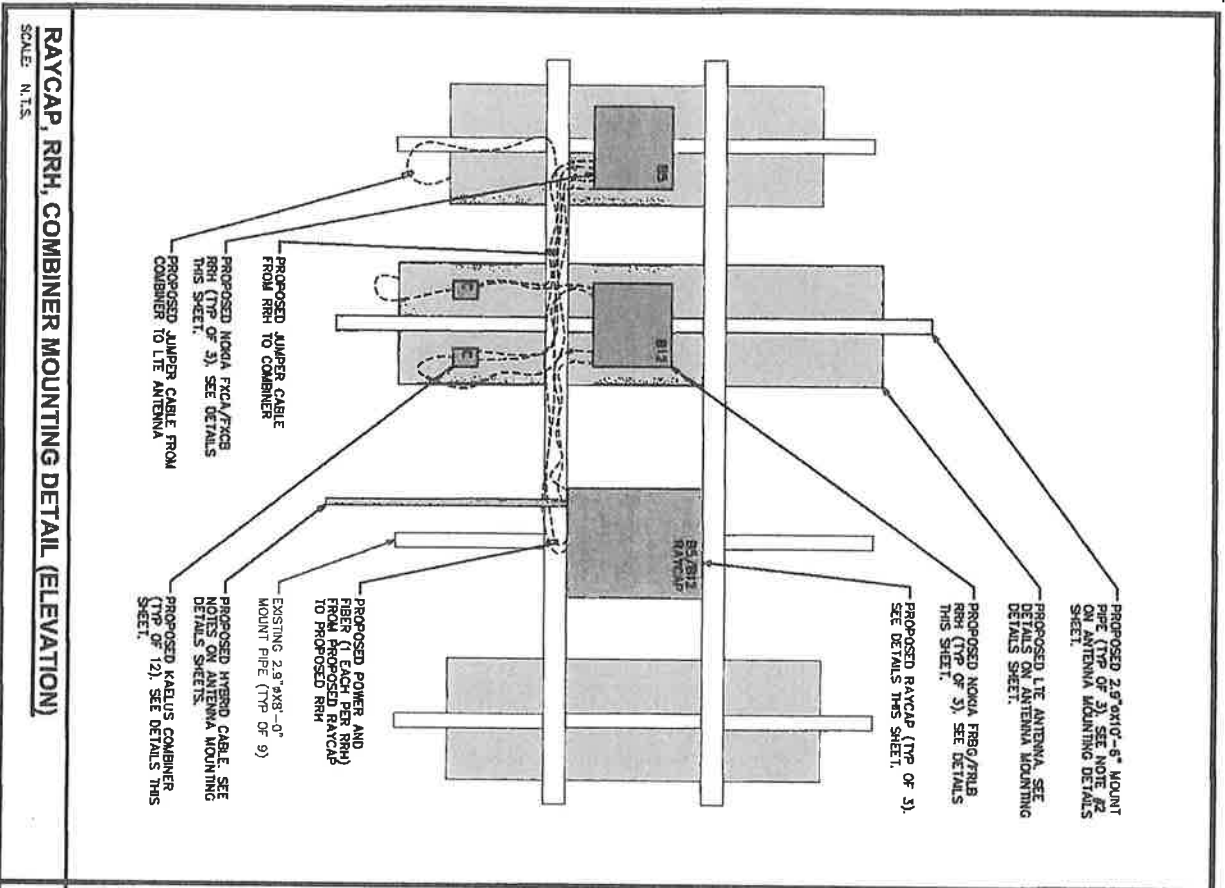 PROPOSED 2.9"øX10'-6" MOUNT
PIPE (TYP OF 3). SEE NOTE #2
ON ANTENNA MOUNTING DETAILS
SHEET.
PROPOSED LTE ANTENNA. SEE
DETAILS ON ANTENNA MOUNTING
DETAILS SHEET.
PROPOSED NOKIA FRBG/FRLB
RRH (TYP OF 3). SEE DETAILS
THIS SHEET.
PROPOSED RAYCAP (TYP OF 3).
SEE DETAILS THIS SHEET.
B5
B12
B5/B12
RAYCAP
C
C
PROPOSED JUMPER CABLE
FROM RRH TO COMBINER
PROPOSED NOKIA FXCA/FXCB
RRH (TYP OF 3). SEE DETAILS
THIS SHEET.
PROPOSED JUMPER CABLE FROM
COMBINER TO LTE ANTENNA
PROPOSED POWER AND
FIBER (1 EACH PER RRH)
FROM PROPOSED RAYCAP
TO PROPOSED RRH
EXISTING 2.9"øX8'-0"
MOUNT PIPE (TYP OF 9)
PROPOSED HYBRID CABLE. SEE
NOTES ON ANTENNA MOUNTING
DETAILS SHEETS.
PROPOSED KAELUS COMBINER
(TYP OF 12). SEE DETAILS THIS
SHEET.
RAYCAP, RRH, COMBINER MOUNTING DETAIL (ELEVATION)
SCALE: N.T.S.